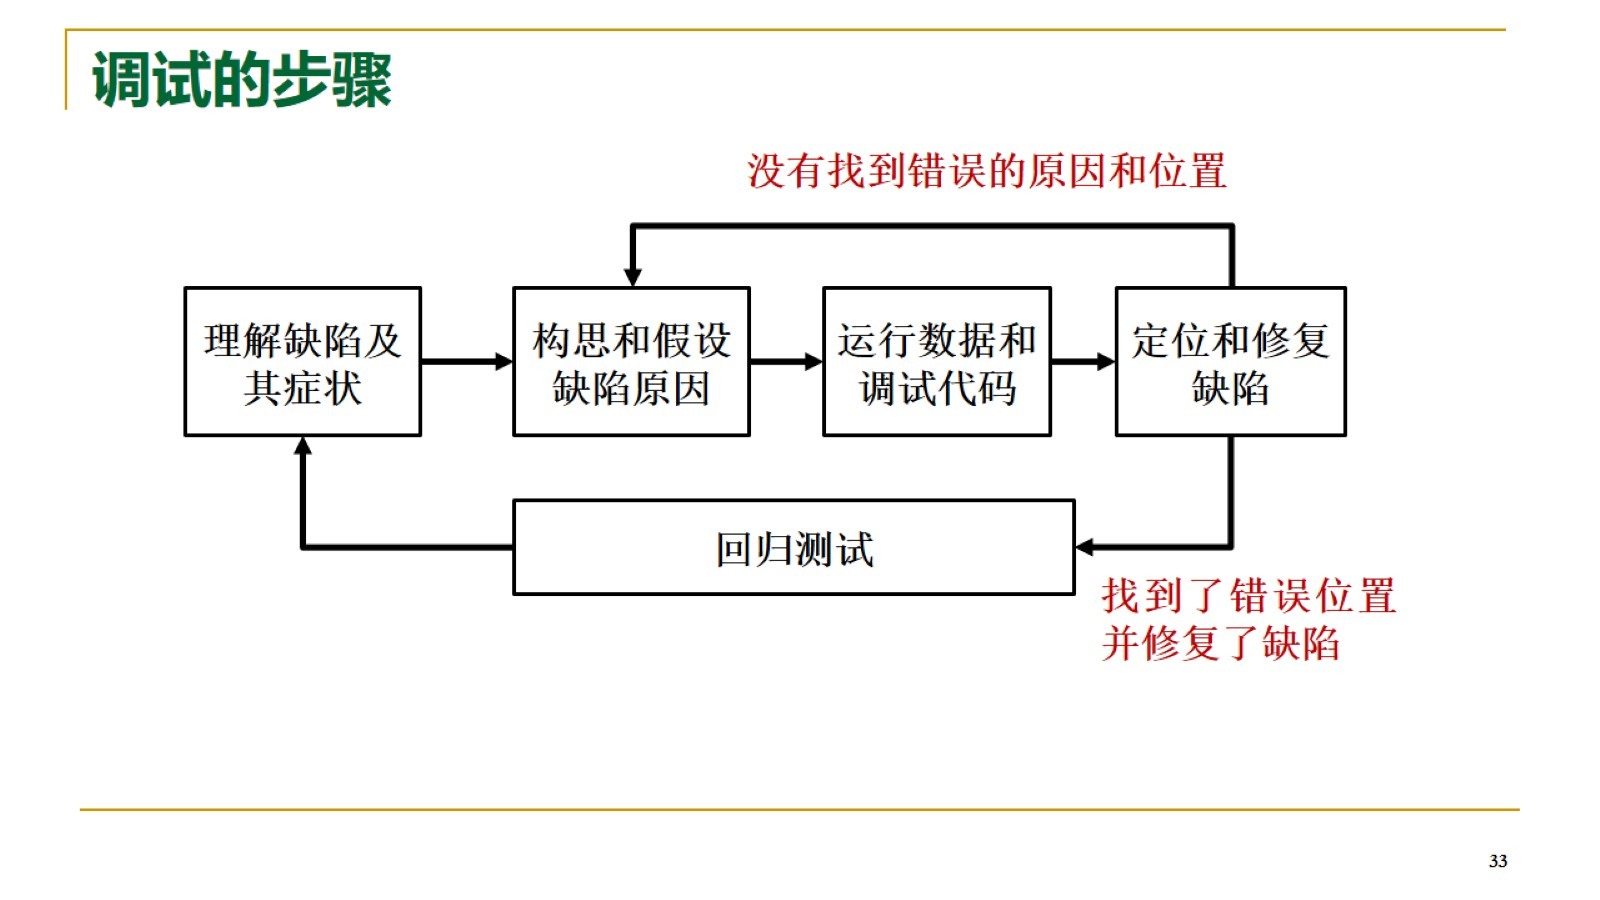 调试的步骤
没有找到错误的原因和位置
理解缺陷及
其症状
构思和假设
缺陷原因
运行数据和
调试代码
定位和修复
缺陷
回归测试
找到了错误位置
并修复了缺陷
33